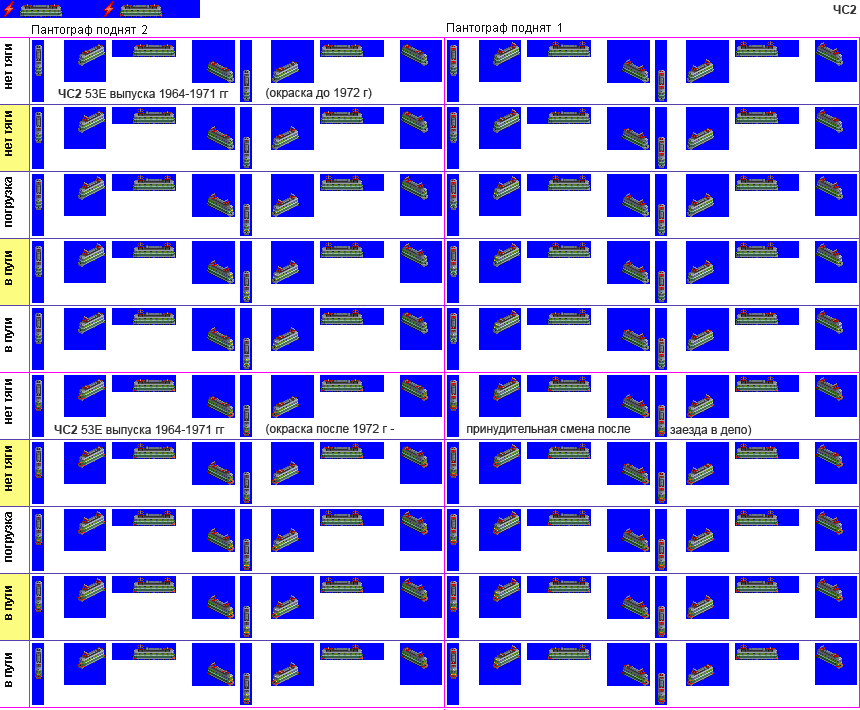 ЧС2
Пантограф поднят 2
Пантограф поднят 1
нет тяги
ЧС2 53Е выпуска 1964-1971 гг (окраска до 1972 г)
нет тяги
погрузка
в пути
в пути
нет тяги
ЧС2 53Е выпуска 1964-1971 гг (окраска после 1972 г - принудительная смена после заезда в депо)
нет тяги
погрузка
в пути
в пути